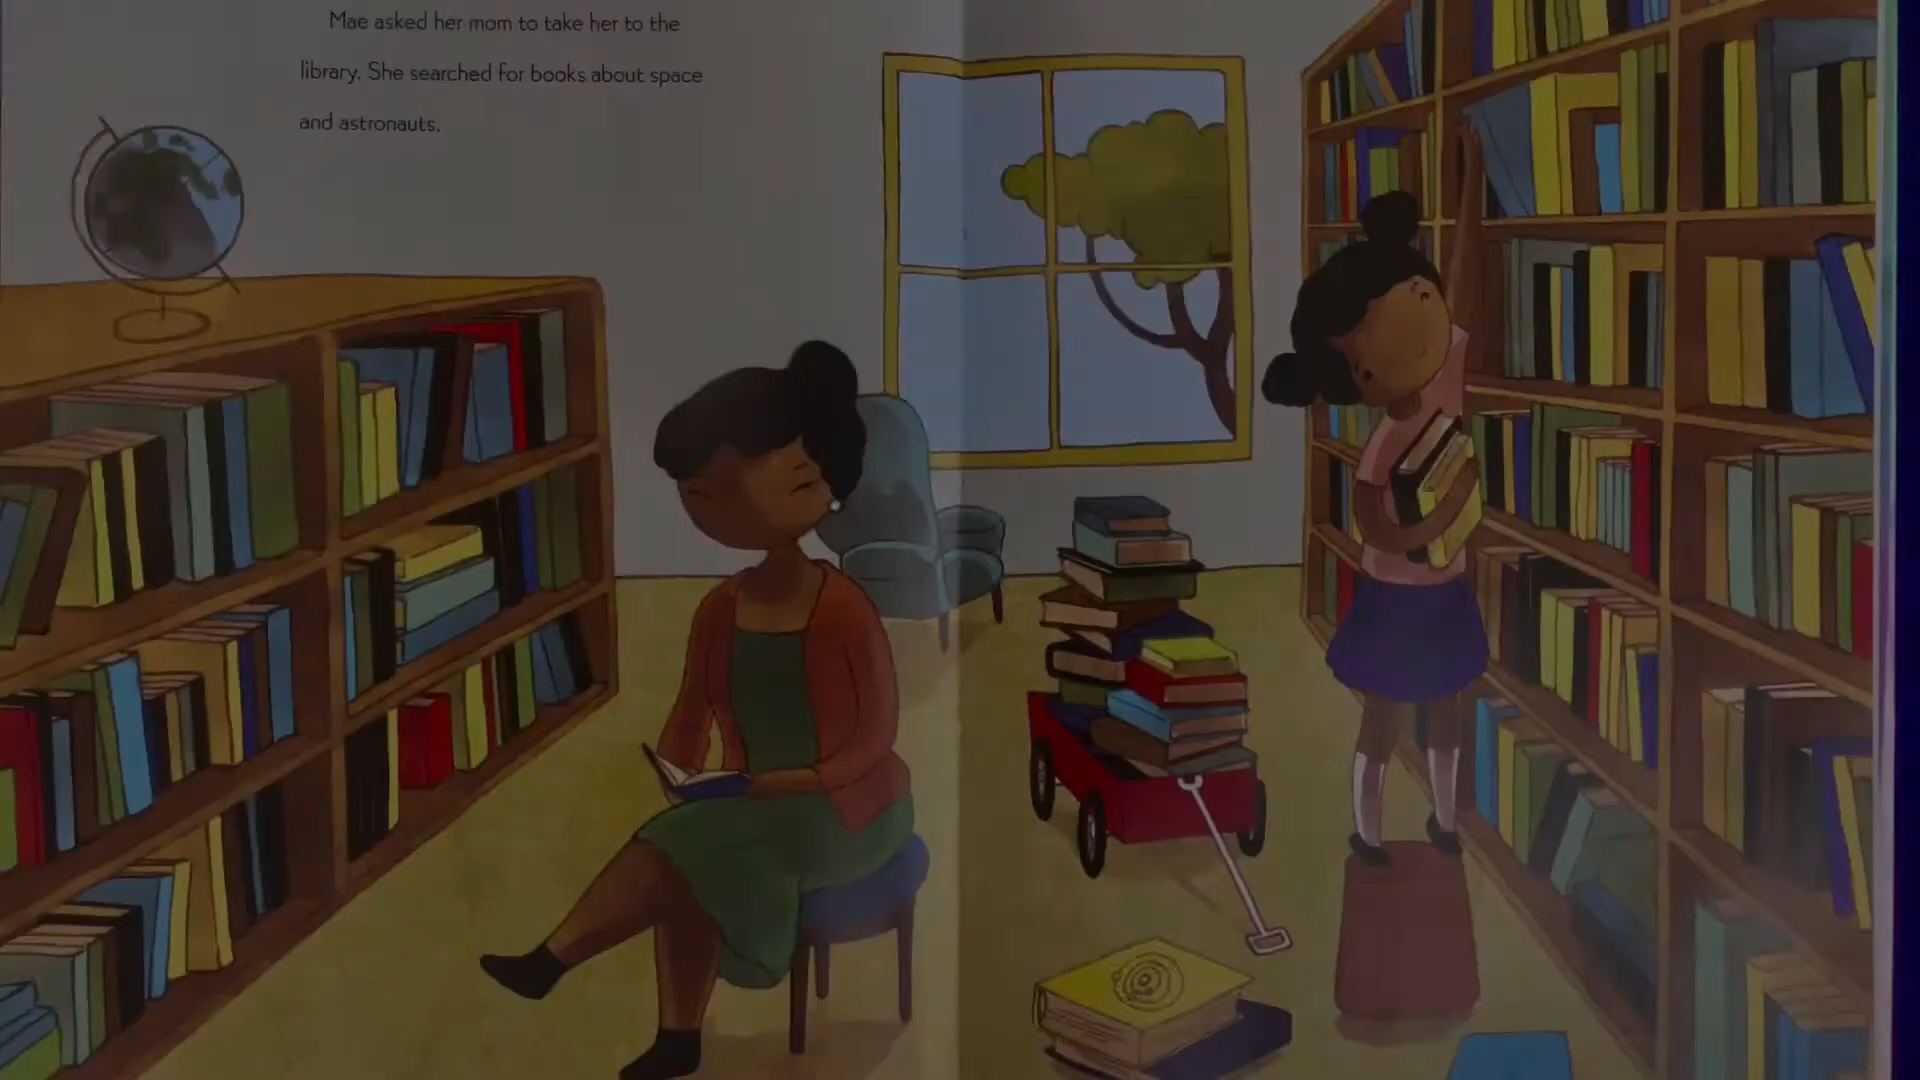 Mae asked her mom to take her to the
library. She searched for books about space
and astronauts.